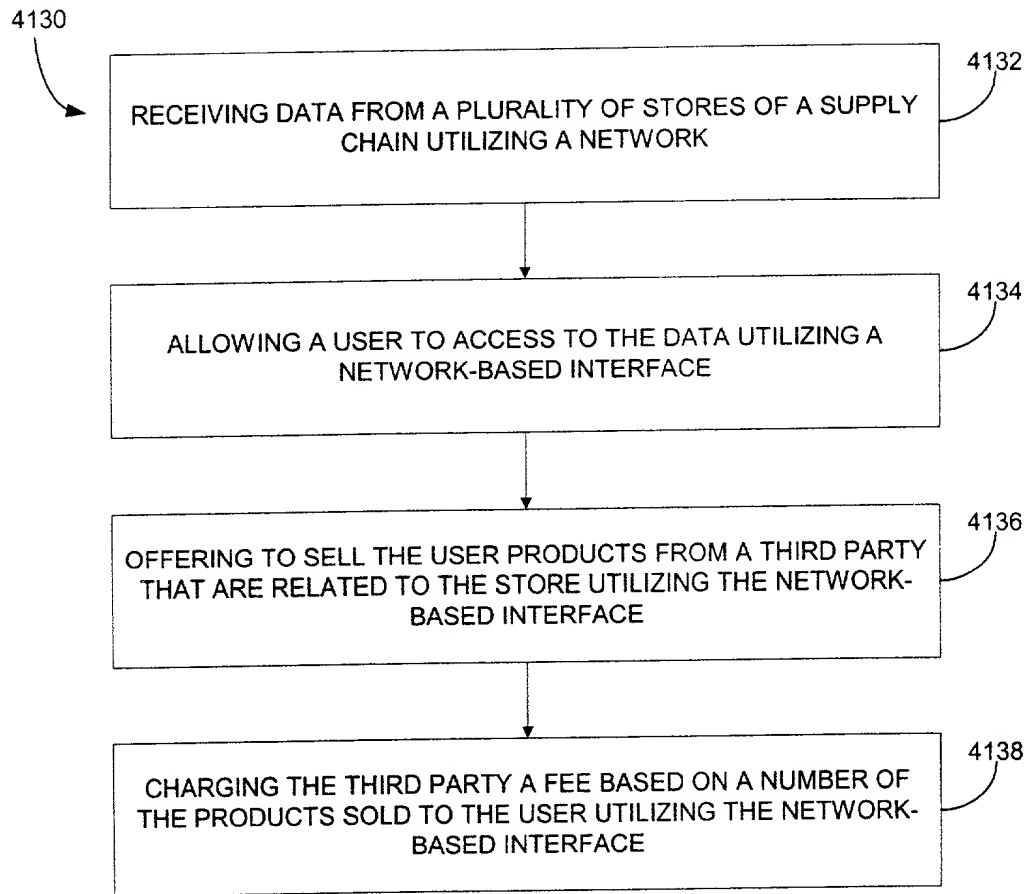 4130
4132
RECEIVING DATA FROM A PLURALITY OF STORES OF A SUPPLY
CHAIN UTILIZING A NETWORK
4134
ALLOWING A USER TO ACCESS TO THE DATA UTILIZING A
NETWORK-BASED INTERFACE
4136
OFFERING TO SELL THE USER PRODUCTS FROM A THIRD PARTY
THAT ARE RELATED TO THE STORE UTILIZING THE NETWORK-
BASED INTERFACE
4138
CHARGING THE THIRD PARTY A FEE BASED ON A NUMBER OF
THE PRODUCTS SOLD TO THE USER UTILIZING THE NETWORK-
BASED INTERFACE